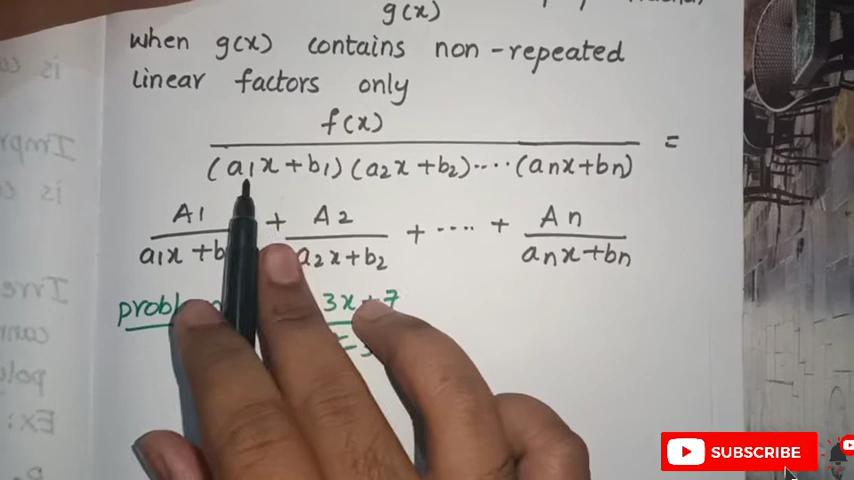 g(x)
when g(x) contains non-repeated
linear factors only
f(x)
(a1x+b1)(a2x+b2)....(anx+bn) =
A1 + A2 + .... + An
a1x+b a2x+b2 anx+bn
3x+7
SUBSCRIBE